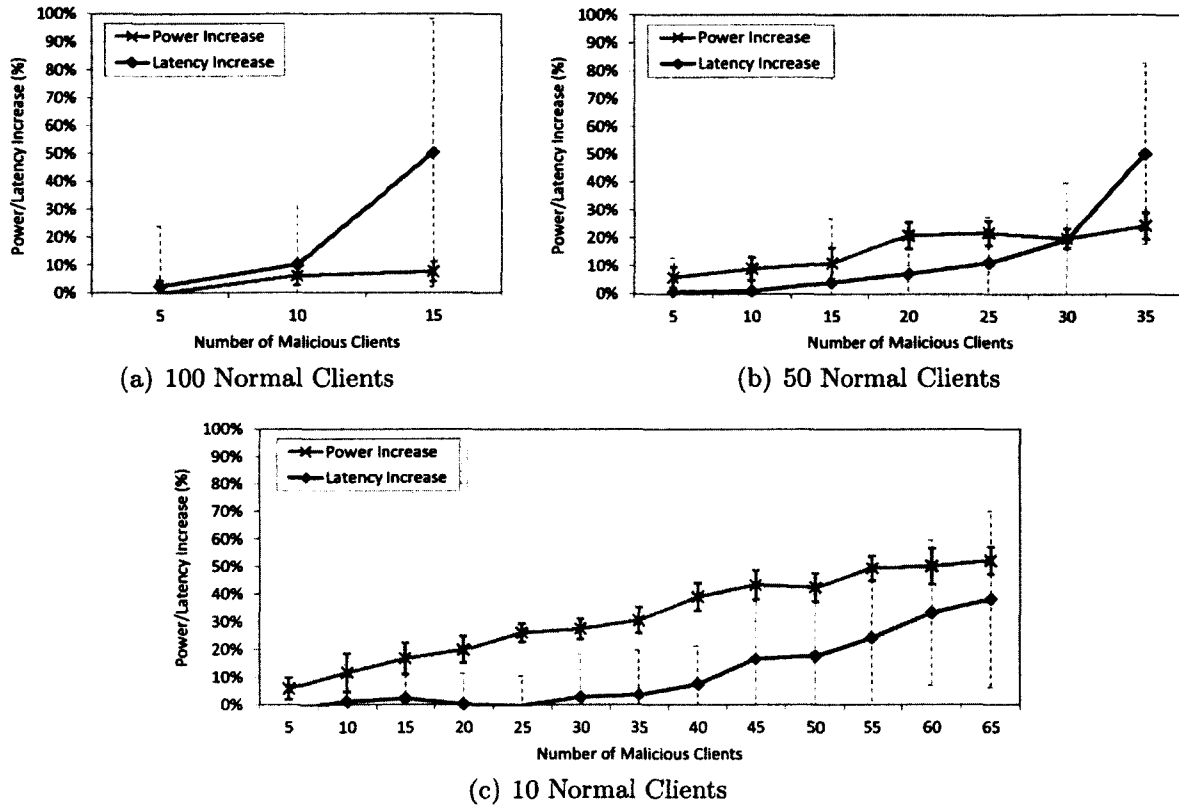 Power/Latency Increase (%)
100%
90%
80%
70%
60%
50%
40%
30%
20%
10%
0%
Power Increase
Latency Increase
5 10 15
Number of Malicious Clients
(a) 100 Normal Clients
Power/Latency Increase (%)
100%
90%
80%
70%
60%
50%
40%
30%
20%
10%
0%
Power Increase
Latency Increase
5 10 15 20 25 30 35
Number of Malicious Clients
(b) 50 Normal Clients
Power/Latency Increase (%)
100%
90%
80%
70%
60%
50%
40%
30%
20%
10%
0%
Power Increase
Latency Increase
5 10 15 20 25 30 35 40 45 50 55 60 65
Number of Malicious Clients
(c) 10 Normal Clients